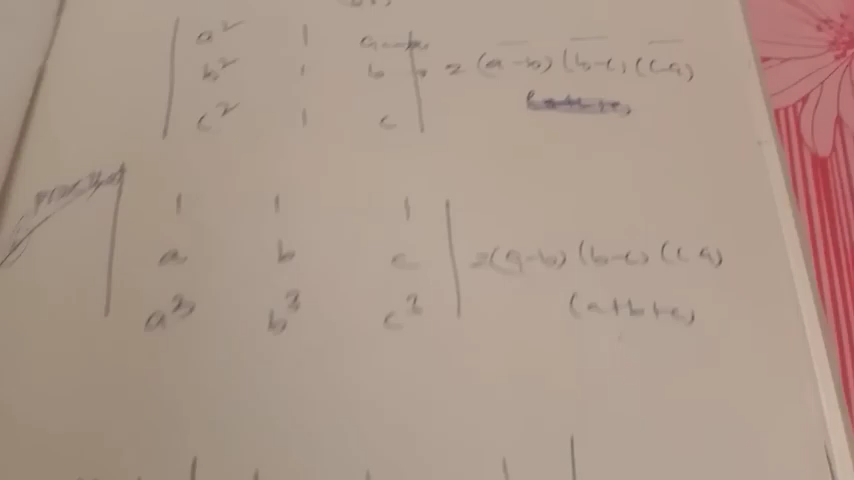 a² 1 a
b² 1 b = (a-b) (b-c) (c-a)
c² 1 c
1 1 1
a b c = (a-b) (b-c) (c-a)
a³ b³ c³ (a+b+c)